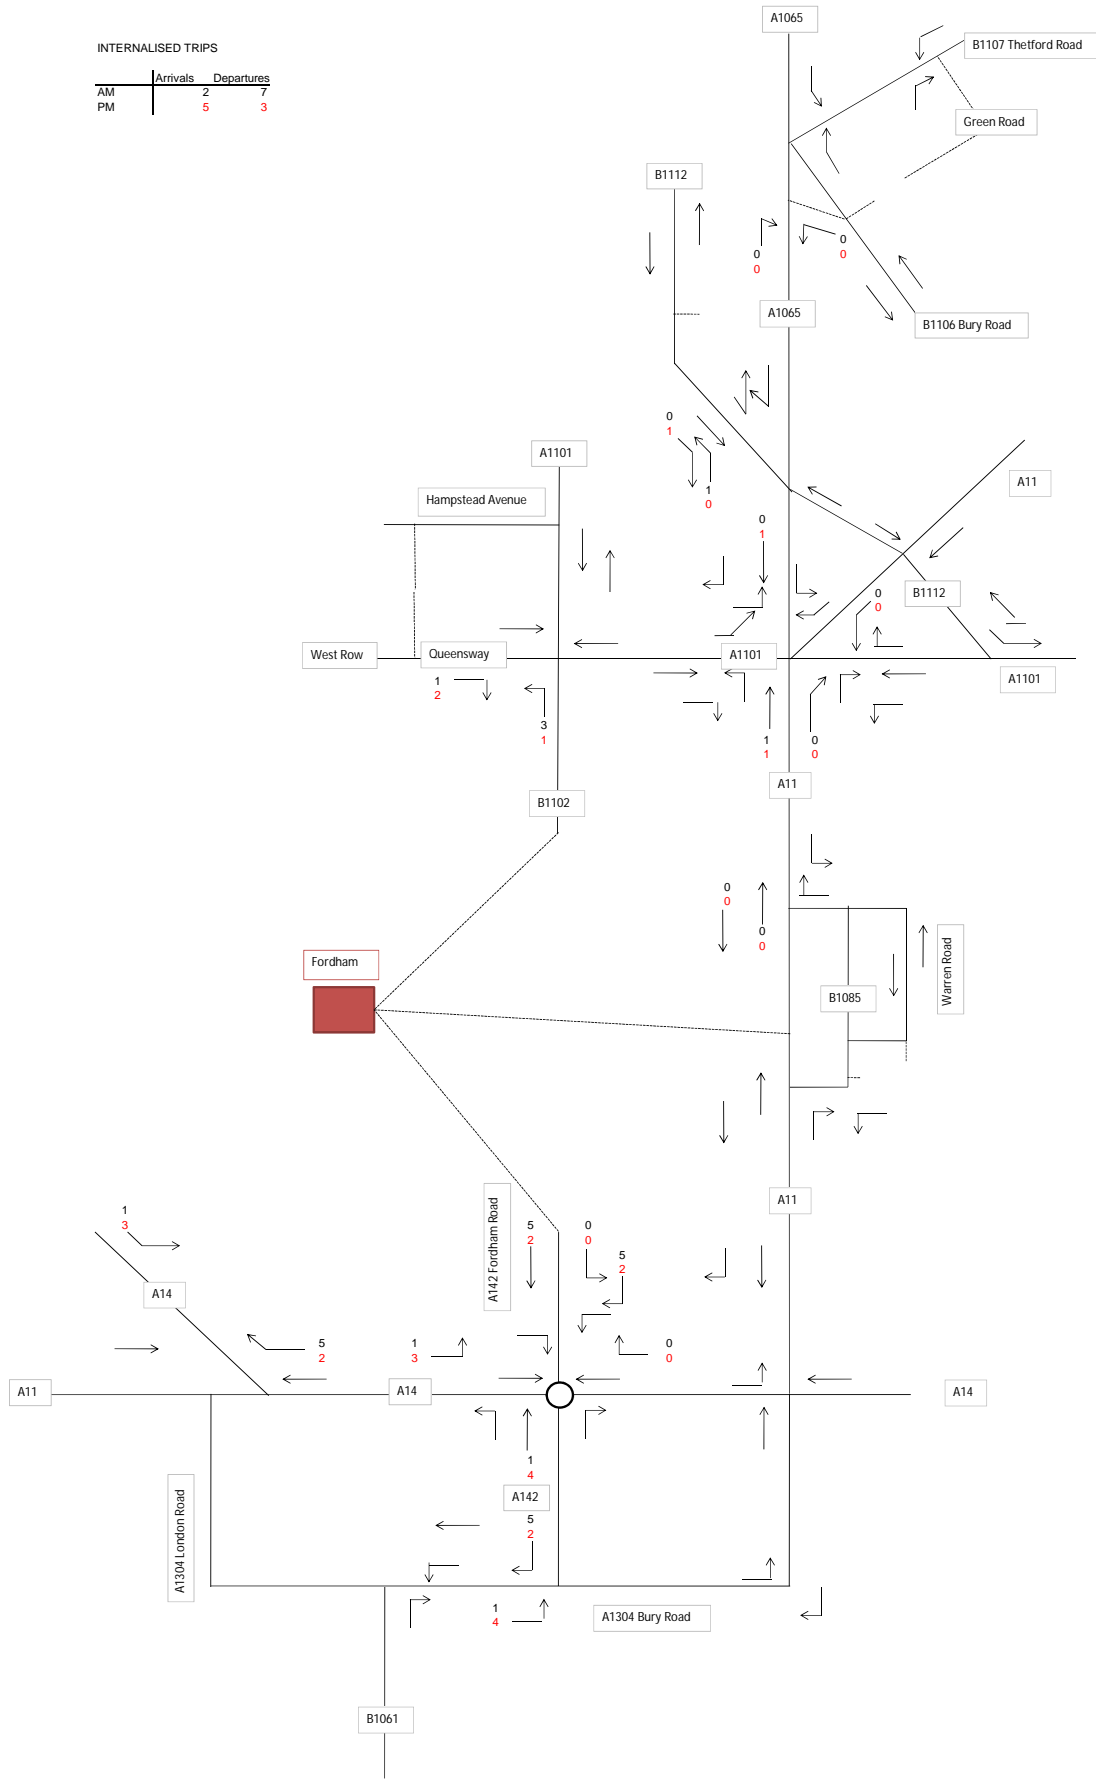 A1065
B1107 Thetford Road
INTERNALISED TRIPS
Arrivals Departures
AM 2 7
PM 5 3
Green Road
B1112
0
0
0
0
A1065
B1106 Bury Road
0
1
A1101
A11
Hampstead Avenue
1
0
0
1
0
0
B1112
West Row
Queensway
A1101
A1101
1
2
3
1
1
1
0
0
A11
B1102
0
0
0
0
Warren Road
Fordham
B1085
A142 Fordham Road
A11
1
3
5
2
0
0
5
2
A14
5
2
1
3
0
0
A11
A14
A14
1
4
A1304 London Road
A142
5
2
1
4
A1304 Bury Road
B1061